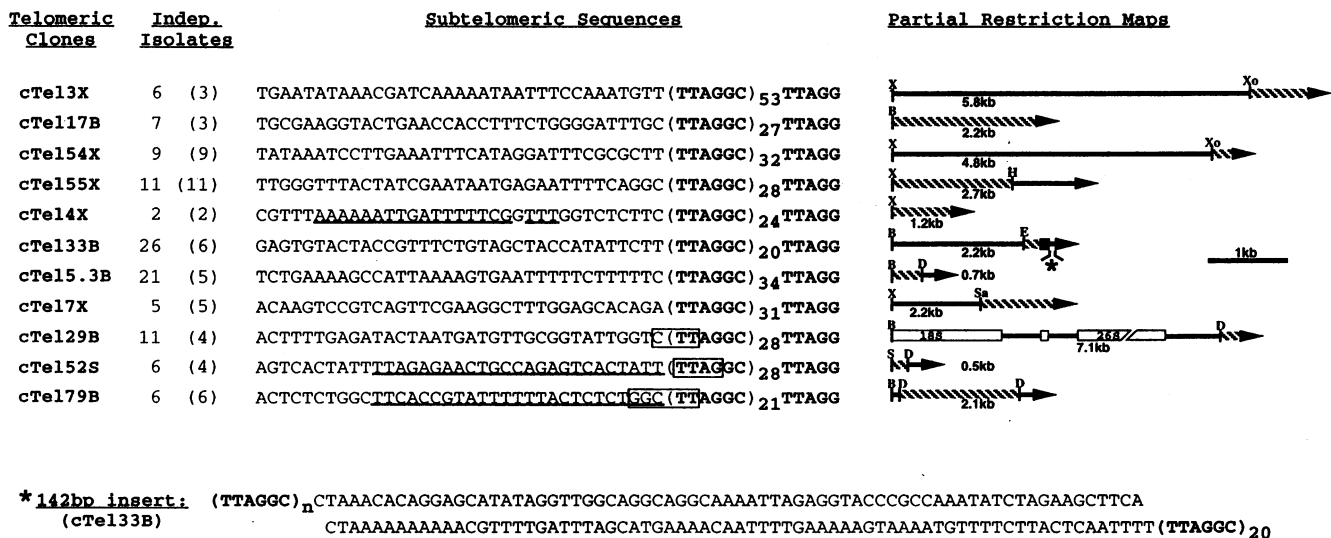 Telomeric Clones Indep. Isolates Subtelomeric Sequences Partial Restriction Maps
cTel3X 6 (3) TGAATATAAACGATCAAAAATAATTTCCAAATGTT(TTAGGC)53TTAGG X 5.8kb Xo
cTel17B 7 (3) TGCGAAGGTACTGAACCACCTTTCTGGGGATTTGC(TTAGGC)27TTAGG B 2.2kb
cTel54X 9 (9) TATAAATCCTTGAAATTTCATAGGATTTCGCGCTT(TTAGGC)32TTAGG X 4.8kb Xo
cTel55X 11 (11) TTGGGTTTACTATCGAATAATGAGAATTTTCAGGC(TTAGGC)28TTAGG X 2.7kb H
cTel4X 2 (2) CGTTTAAAAAATTGATTTTTCGGTTTGGTCTCTTC(TTAGGC)24TTAGG X 1.2kb
cTel33B 26 (6) GAGTGTACTACCGTTTCTGTAGCTACCATATTCTT(TTAGGC)20TTAGG B 2.2kb E *
1kb
cTel5.3B 21 (5) TCTGAAAAGCCATTAAAAGTGAATTTTTCTTTTTC(TTAGGC)34TTAGG B D 0.7kb
cTel7X 5 (5) ACAAGTCCGTCAGTTCGAAGGCTTTGGAGCACAGA(TTAGGC)31TTAGG X 2.2kb Sa
cTel29B 11 (4) ACTTTTGAGATACTAATGATGTTGCGGTATTGGTC(TTAGGC)28TTAGG B 18S 26S 7.1kb D
cTel52S 6 (4) AGTCACTATTTTAGAGAACTGCCAGAGTCACTATT(TTAGGC)28TTAGG S D 0.5kb
cTel79B 6 (6) ACTCTCTGGCTTCACCGTATTTTTTACTCTCTGGC(TTAGGC)21TTAGG B D 2.1kb D
*142bp insert: (TTAGGC)nCTAAACACAGGAGCATATAGGTTGGCAGGCAGGCAAAATTAGAGGTACCCGCCAAATATCTAGAAGCTTCA
(cTel33B) CTAAAAAAAAAACGTTTTGATTTAGCATGAAAACAATTTTGAAAAAGTAAAATGTTTTCTTACTCAATTTT(TTAGGC)20